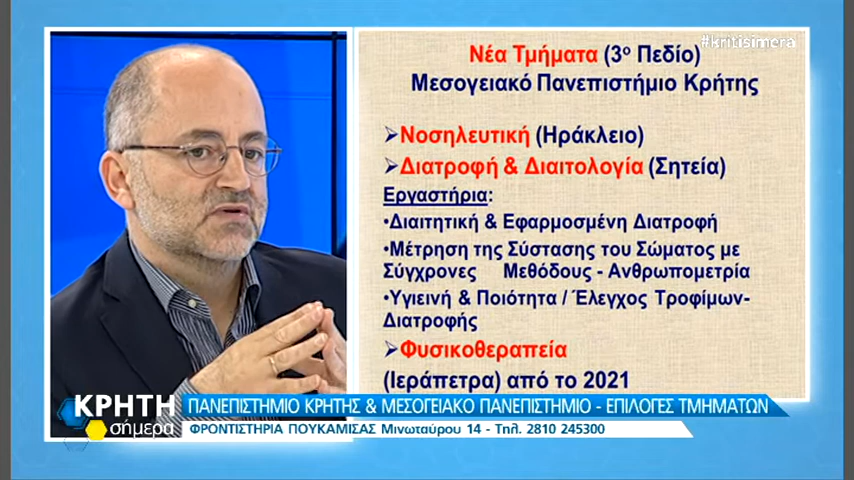 #kritisimera
Νέα Τμήματα (3º Πεδίο)
Μεσογειακό Πανεπιστήμιο Κρήτης
➢Νοσηλευτική (Ηράκλειο)
➢Διατροφή & Διαιτολογία (Σητεία)
Εργαστήρια:
•Διαιτητική & Εφαρμοσμένη Διατροφή
•Μέτρηση της Σύστασης του Σώματος με
Σύγχρονες Μεθόδους - Ανθρωπομετρία
•Υγιεινή & Ποιότητα / Έλεγχος Τροφίμων-
Διατροφής
➢Φυσικοθεραπεία
(Ιεράπετρα) από το 2021
ΚΡΗΤΗ
σήμερα
ΠΑΝΕΠΙΣΤΗΜΙΟ ΚΡΗΤΗΣ & ΜΕΣΟΓΕΙΑΚΟ ΠΑΝΕΠΙΣΤΗΜΙΟ - ΕΠΙΛΟΓΕΣ ΤΜΗΜΑΤΩΝ
ΦΡΟΝΤΙΣΤΗΡΙΑ ΠΟΥΚΑΜΙΣΑΣ Μινωταύρου 14 - Τηλ. 2810 245300